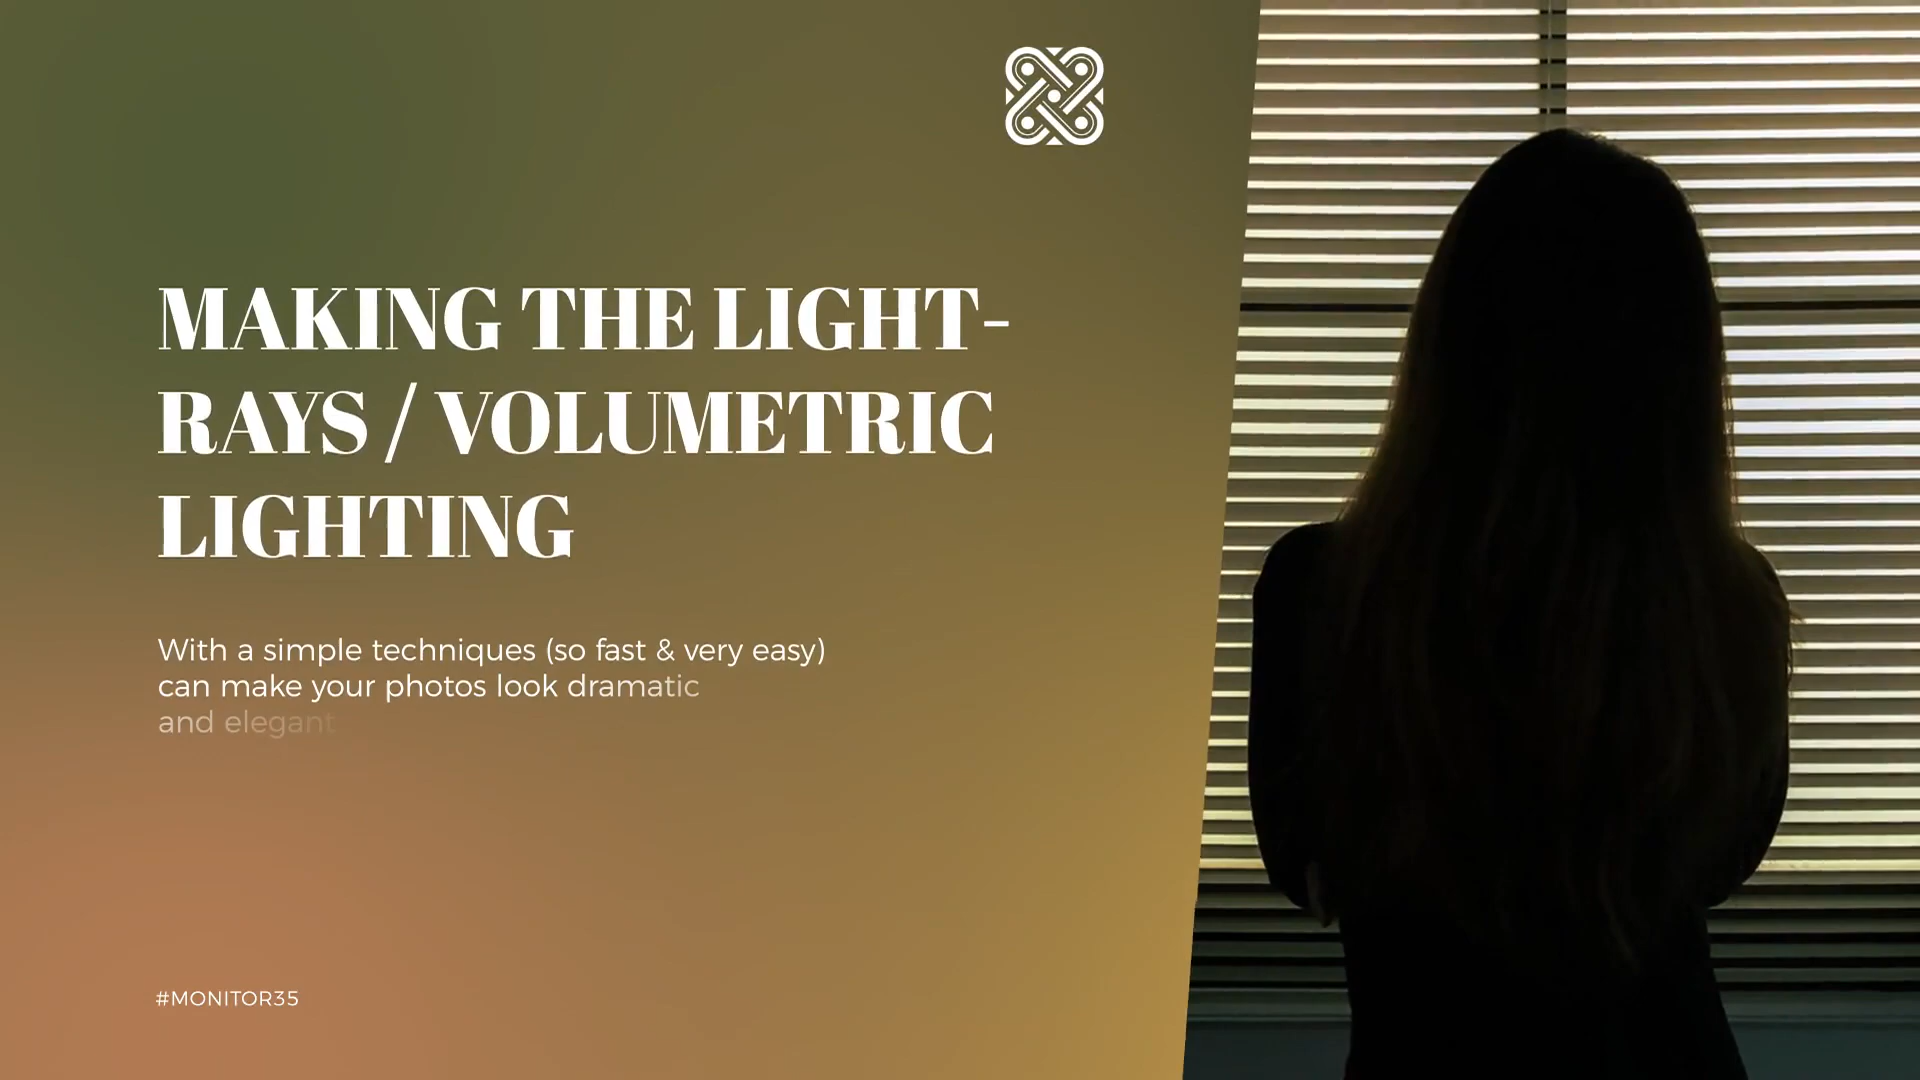 MAKING THE LIGHT-
RAYS / VOLUMETRIC
LIGHTING
With a simple techniques (so fast & very easy)
can make your photos look dramatic
and elegant
#MONITOR35